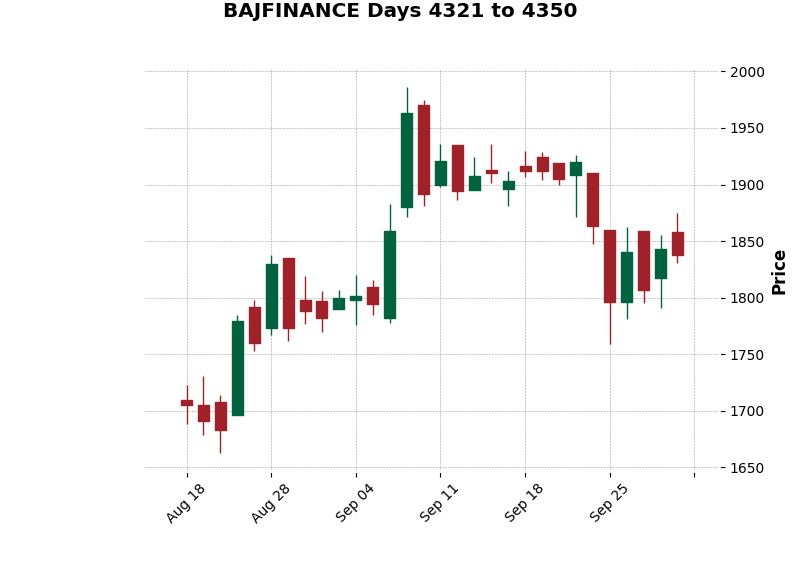 BAJFINANCE Days 4321 to 4350
2000
1950
1900
1850
1800
1750
1700
1650
Price
Aug 18
Aug 28
Sep 04
Sep 11
Sep 18
Sep 25